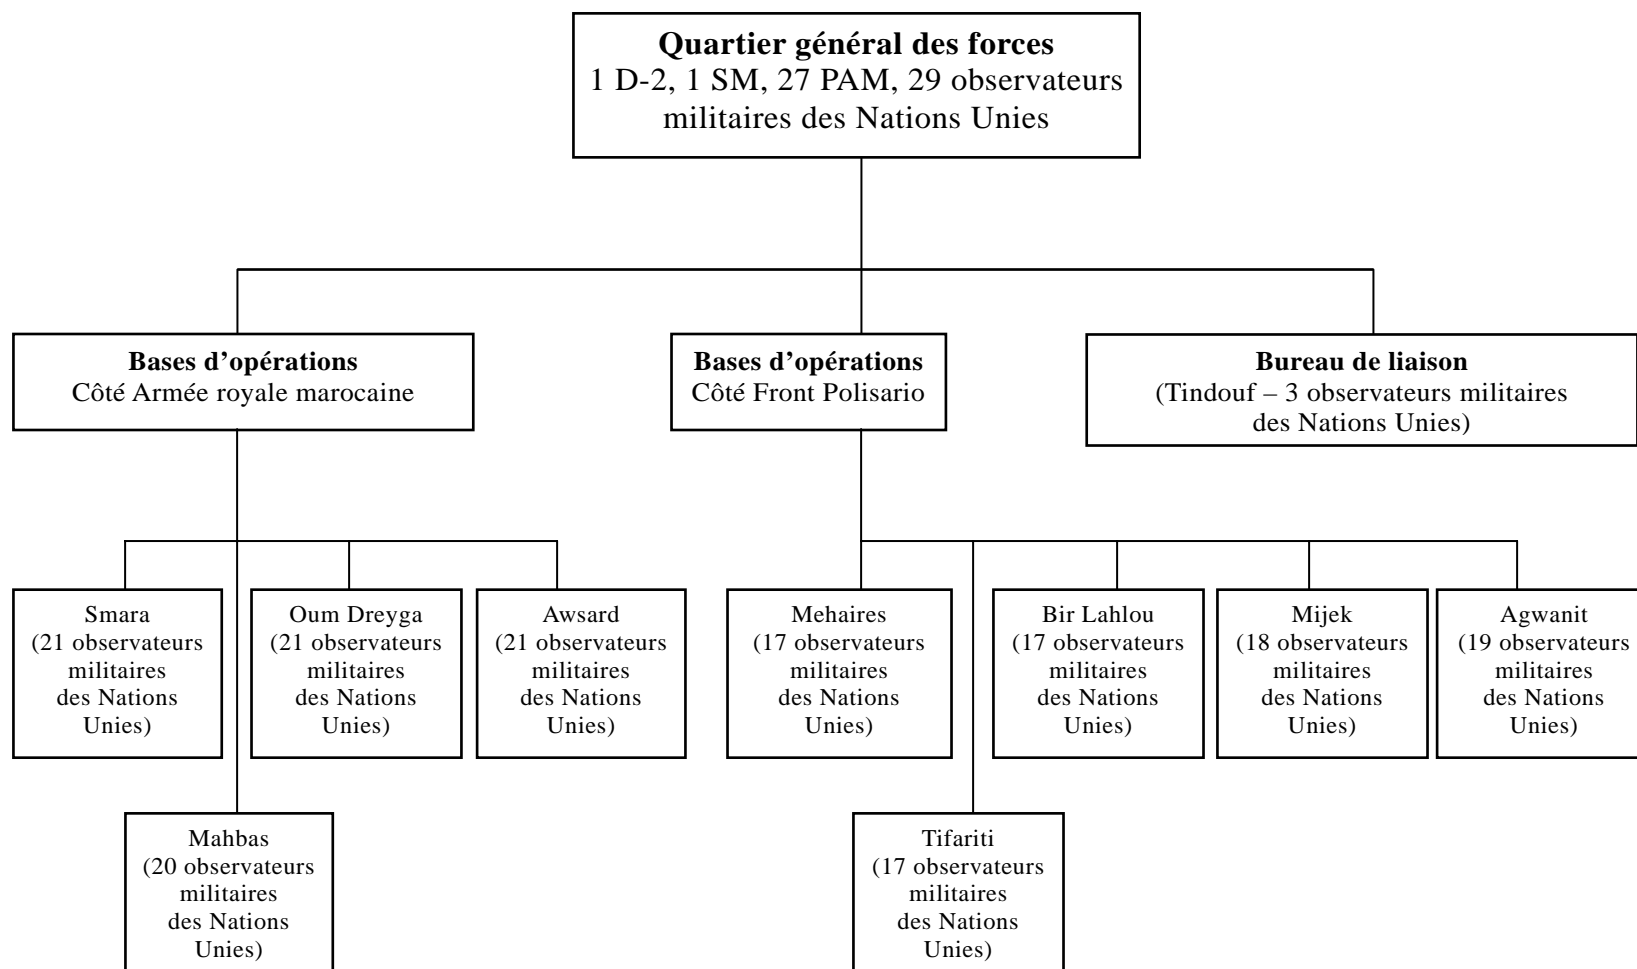 Quartier général des forces
1 D-2, 1 SM, 27 PAM, 29 observateurs
militaires des Nations Unies
Bases d’opérations
Côté Armée royale marocaine
Bases d’opérations
Côté Front Polisario
Bureau de liaison
(Tindouf – 3 observateurs militaires
des Nations Unies)
Smara
(21 observateurs
militaires
des Nations
Unies)
Oum Dreyga
(21 observateurs
militaires
des Nations
Unies)
Awsard
(21 observateurs
militaires
des Nations
Unies)
Mehaires
(17 observateurs
militaires
des Nations
Unies)
Bir Lahlou
(17 observateurs
militaires
des Nations
Unies)
Mijek
(18 observateurs
militaires
des Nations
Unies)
Agwanit
(19 observateurs
militaires
des Nations
Unies)
Mahbas
(20 observateurs
militaires
des Nations
Unies)
Tifariti
(17 observateurs
militaires
des Nations
Unies)